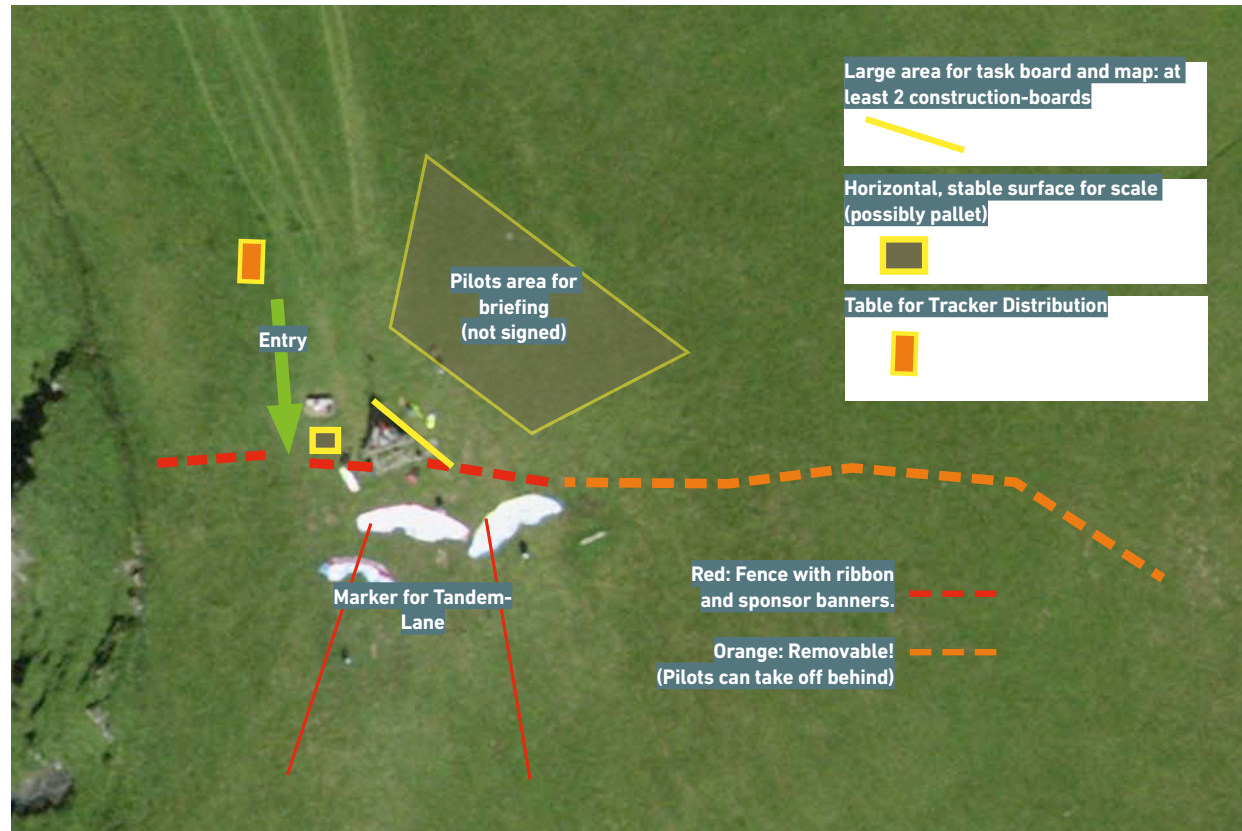 Large area for task board and map: at
least 2 construction-boards
Horizontal, stable surface for scale
(possibly pallet)
Table for Tracker Distribution
Pilots area for
briefing
(not signed)
Entry
Marker for Tandem-
Lane
Red: Fence with ribbon
and sponsor banners.
Orange: Removable!
(Pilots can take off behind)